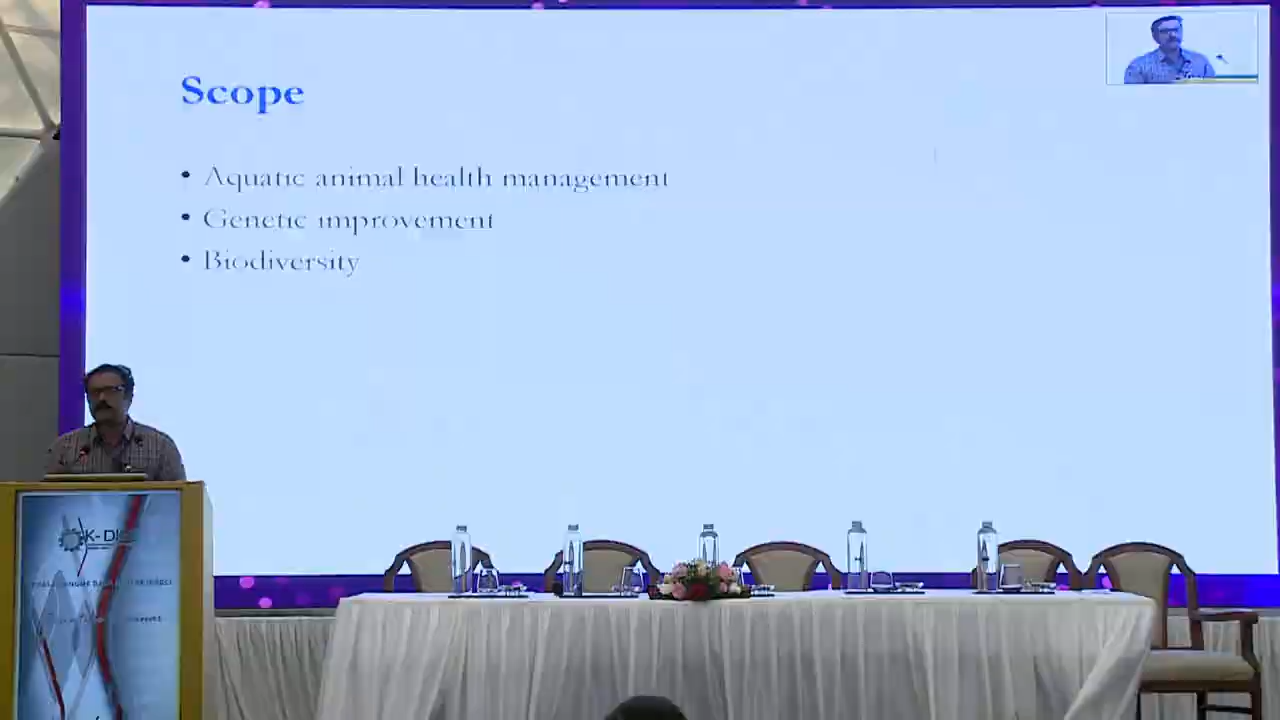 Scope
• Aquatic animal health management
• Genetic improvement
• Biodiversity
K-DI